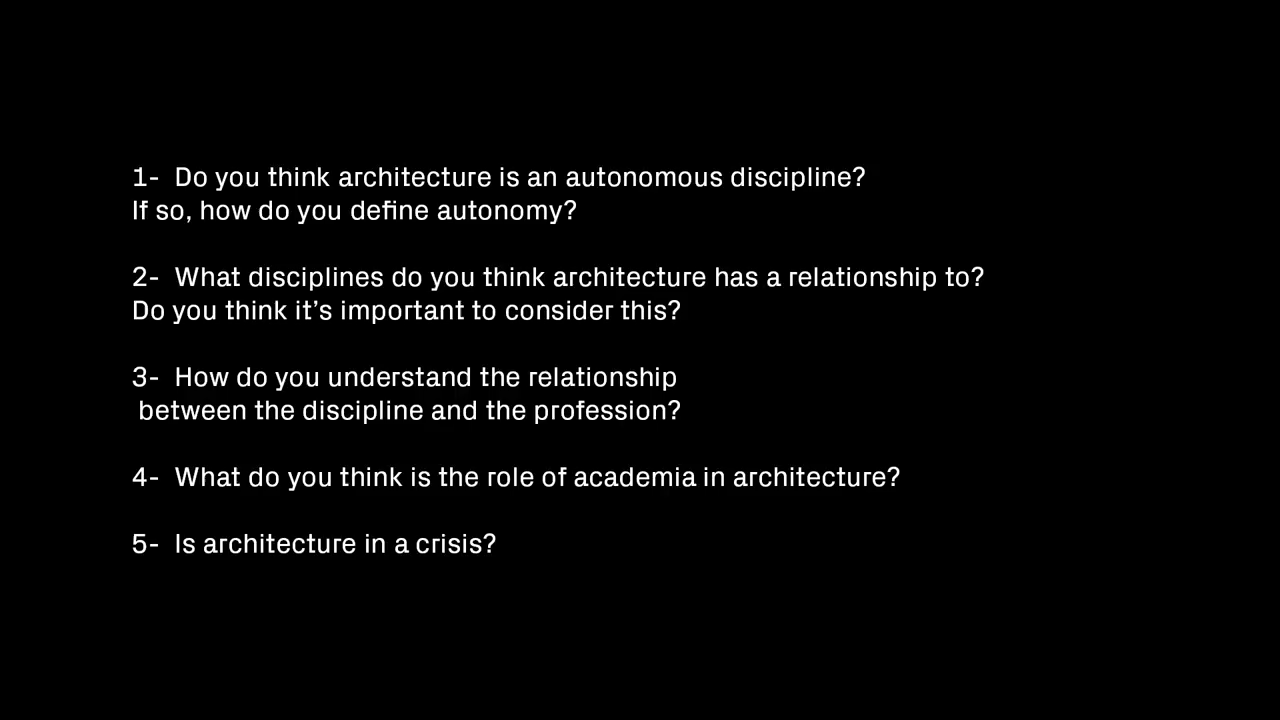 1- Do you think architecture is an autonomous discipline?
If so, how do you define autonomy?
2- What disciplines do you think architecture has a relationship to?
Do you think it’s important to consider this?
3- How do you understand the relationship
between the discipline and the profession?
4- What do you think is the role of academia in architecture?
5- Is architecture in a crisis?